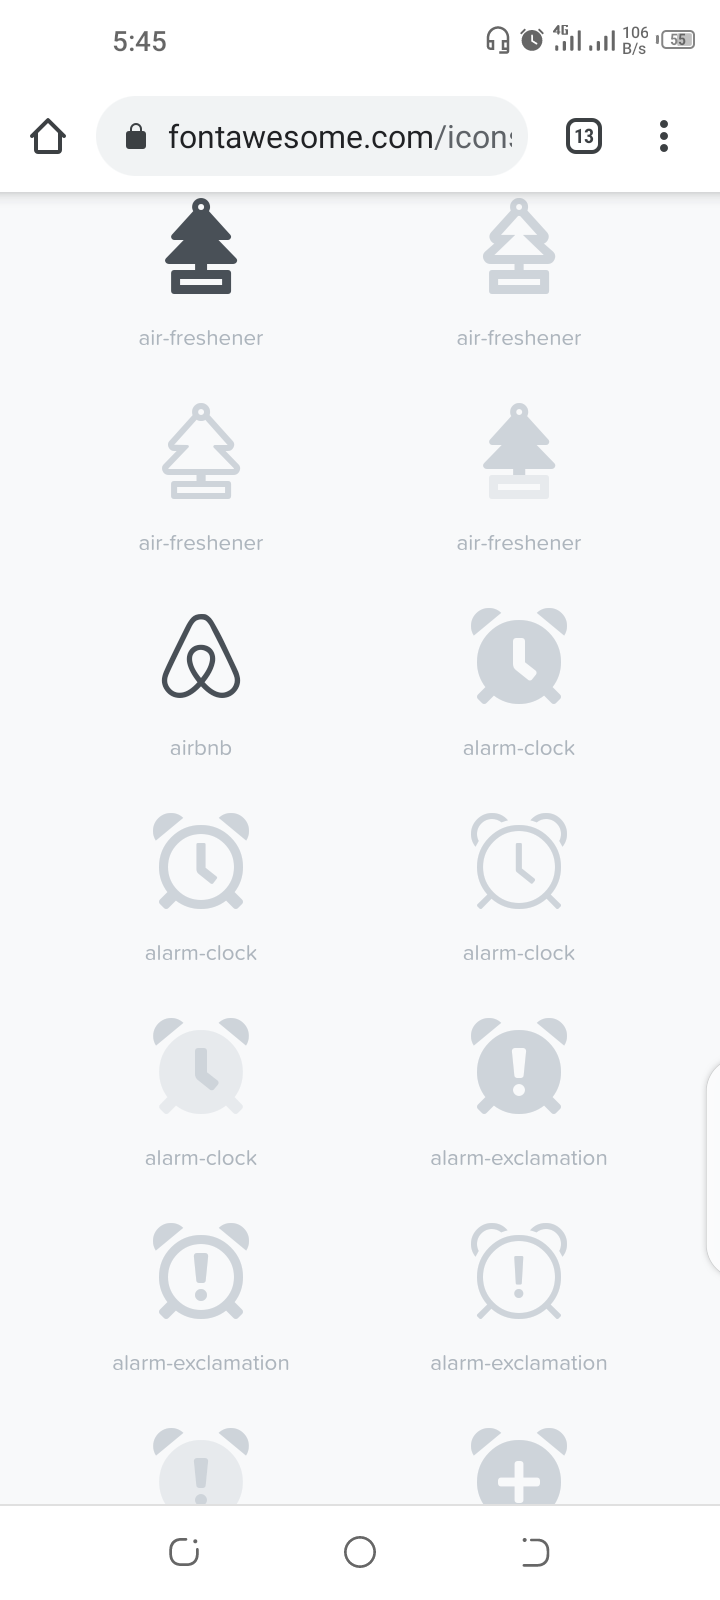 5:45
4G
106
B/s
55
fontawesome.com/icons
13
air-freshener
air-freshener
air-freshener
air-freshener
airbnb
alarm-clock
alarm-clock
alarm-clock
alarm-clock
alarm-exclamation
alarm-exclamation
alarm-exclamation